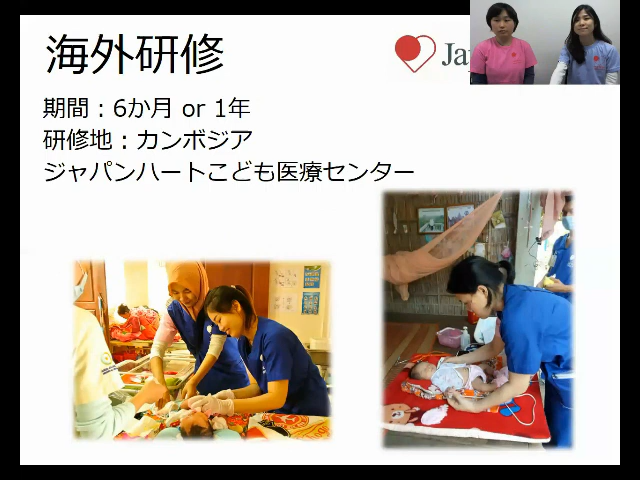 海外研修
Ja
期間：6か月 or 1年
研修地：カンボジア
ジャパンハートこども医療センター